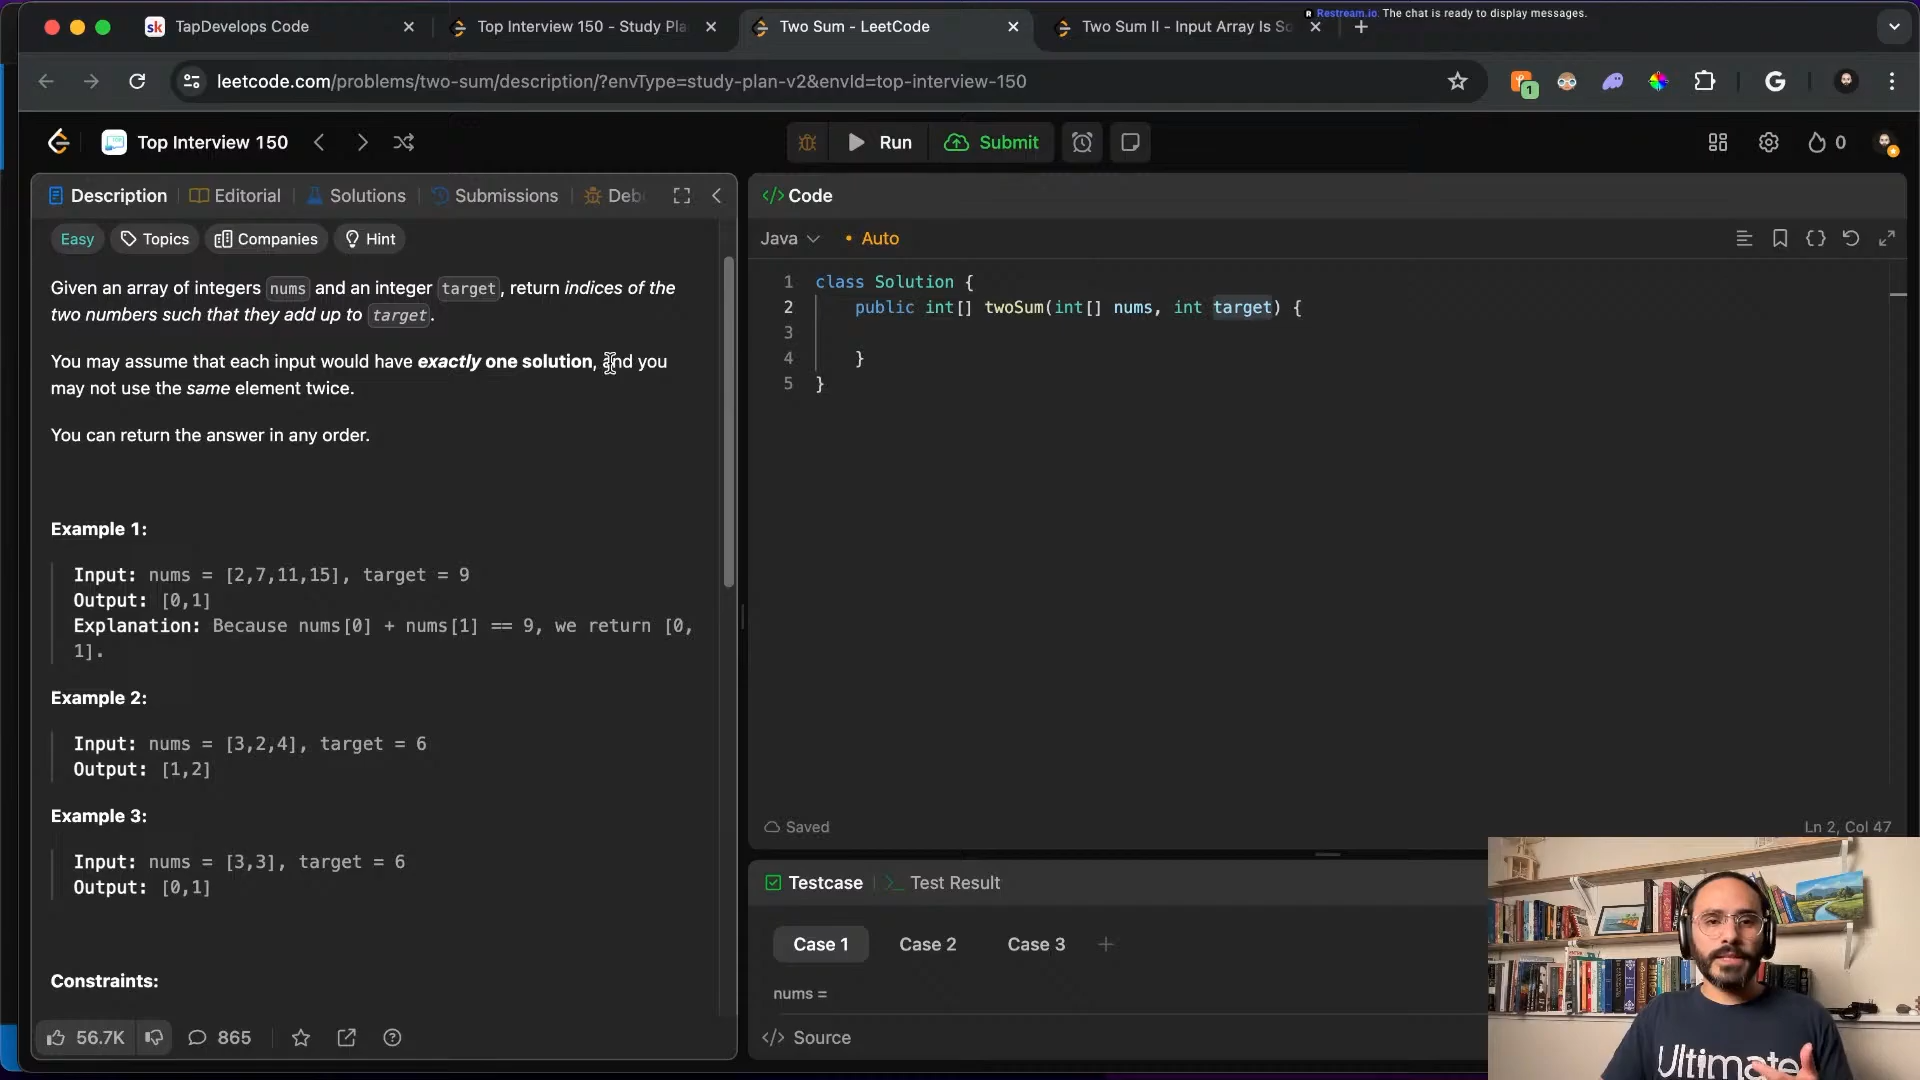 Restream.io The chat is ready to display messages.
sk TapDevelops Code
Top Interview 150 - Study Pla
Two Sum - LeetCode
Two Sum II - Input Array Is So
leetcode.com/problems/two-sum/description/?envType=study-plan-v2&envId=top-interview-150
1
G
Top Interview 150
Run
Submit
0
Description
Editorial
Solutions
Submissions
Deb
Easy
Topics
Companies
Hint
Given an array of integers nums and an integer target, return indices of the
two numbers such that they add up to target.
You may assume that each input would have exactly one solution, and you
may not use the same element twice.
You can return the answer in any order.
Example 1:
Input: nums = [2,7,11,15], target = 9
Output: [0,1]
Explanation: Because nums[0] + nums[1] == 9, we return [0,
1].
Example 2:
Input: nums = [3,2,4], target = 6
Output: [1,2]
Example 3:
Input: nums = [3,3], target = 6
Output: [0,1]
Constraints:
56.7K
865
</> Code
Java
• Auto
1 class Solution {
2 public int[] twoSum(int[] nums, int target) {
3
4 }
5 }
Saved
Ln 2, Col 47
Testcase
>_ Test Result
Case 1
Case 2
Case 3
+
nums =
</> Source
Ultimate